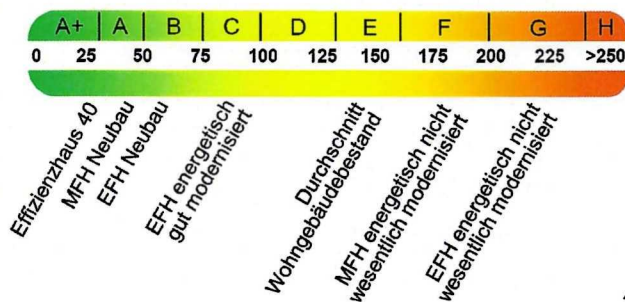 A+ A B C D E F G H
0 25 50 75 100 125 150 175 200 225 >250
Effizienzhaus 40
MFH Neubau
EFH Neubau
EFH energetisch
gut modernisiert
Durchschnitt
Wohngebäudebestand
MFH energetisch nicht
wesentlich modernisiert
EFH energetisch nicht
wesentlich modernisiert